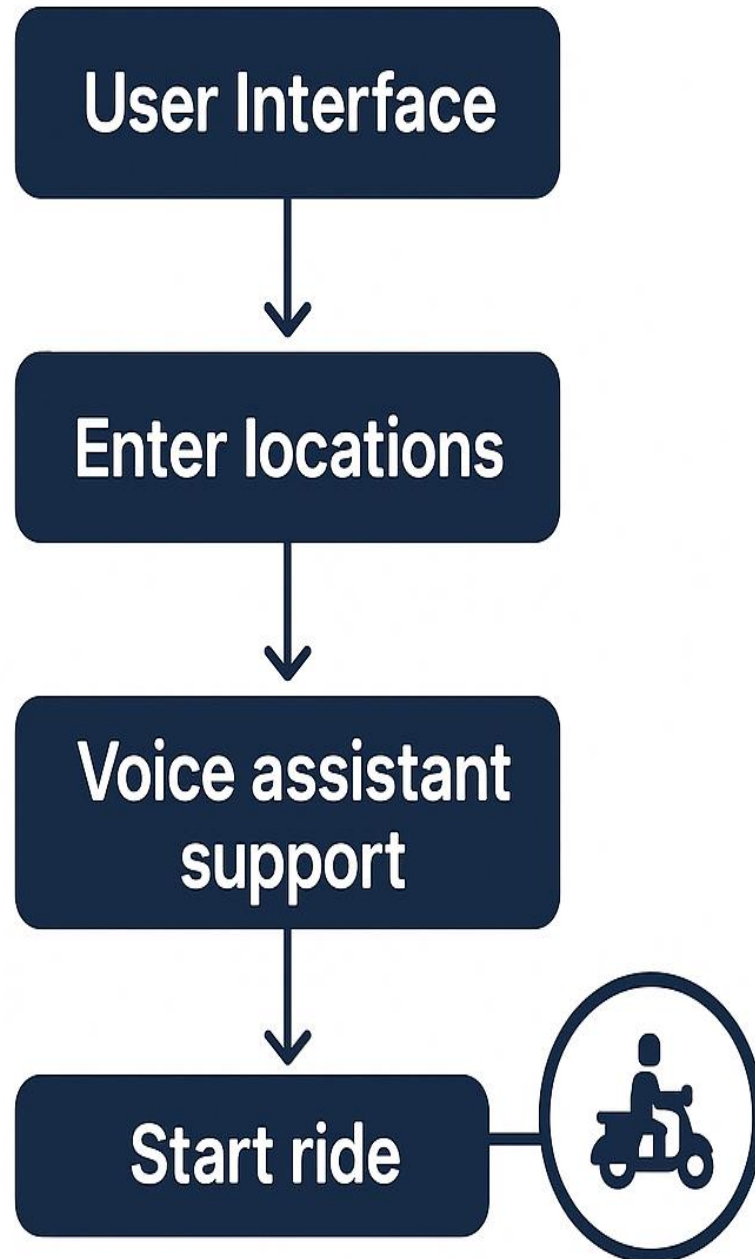 User Interface
Enter locations
Voice assistant
support
Start ride